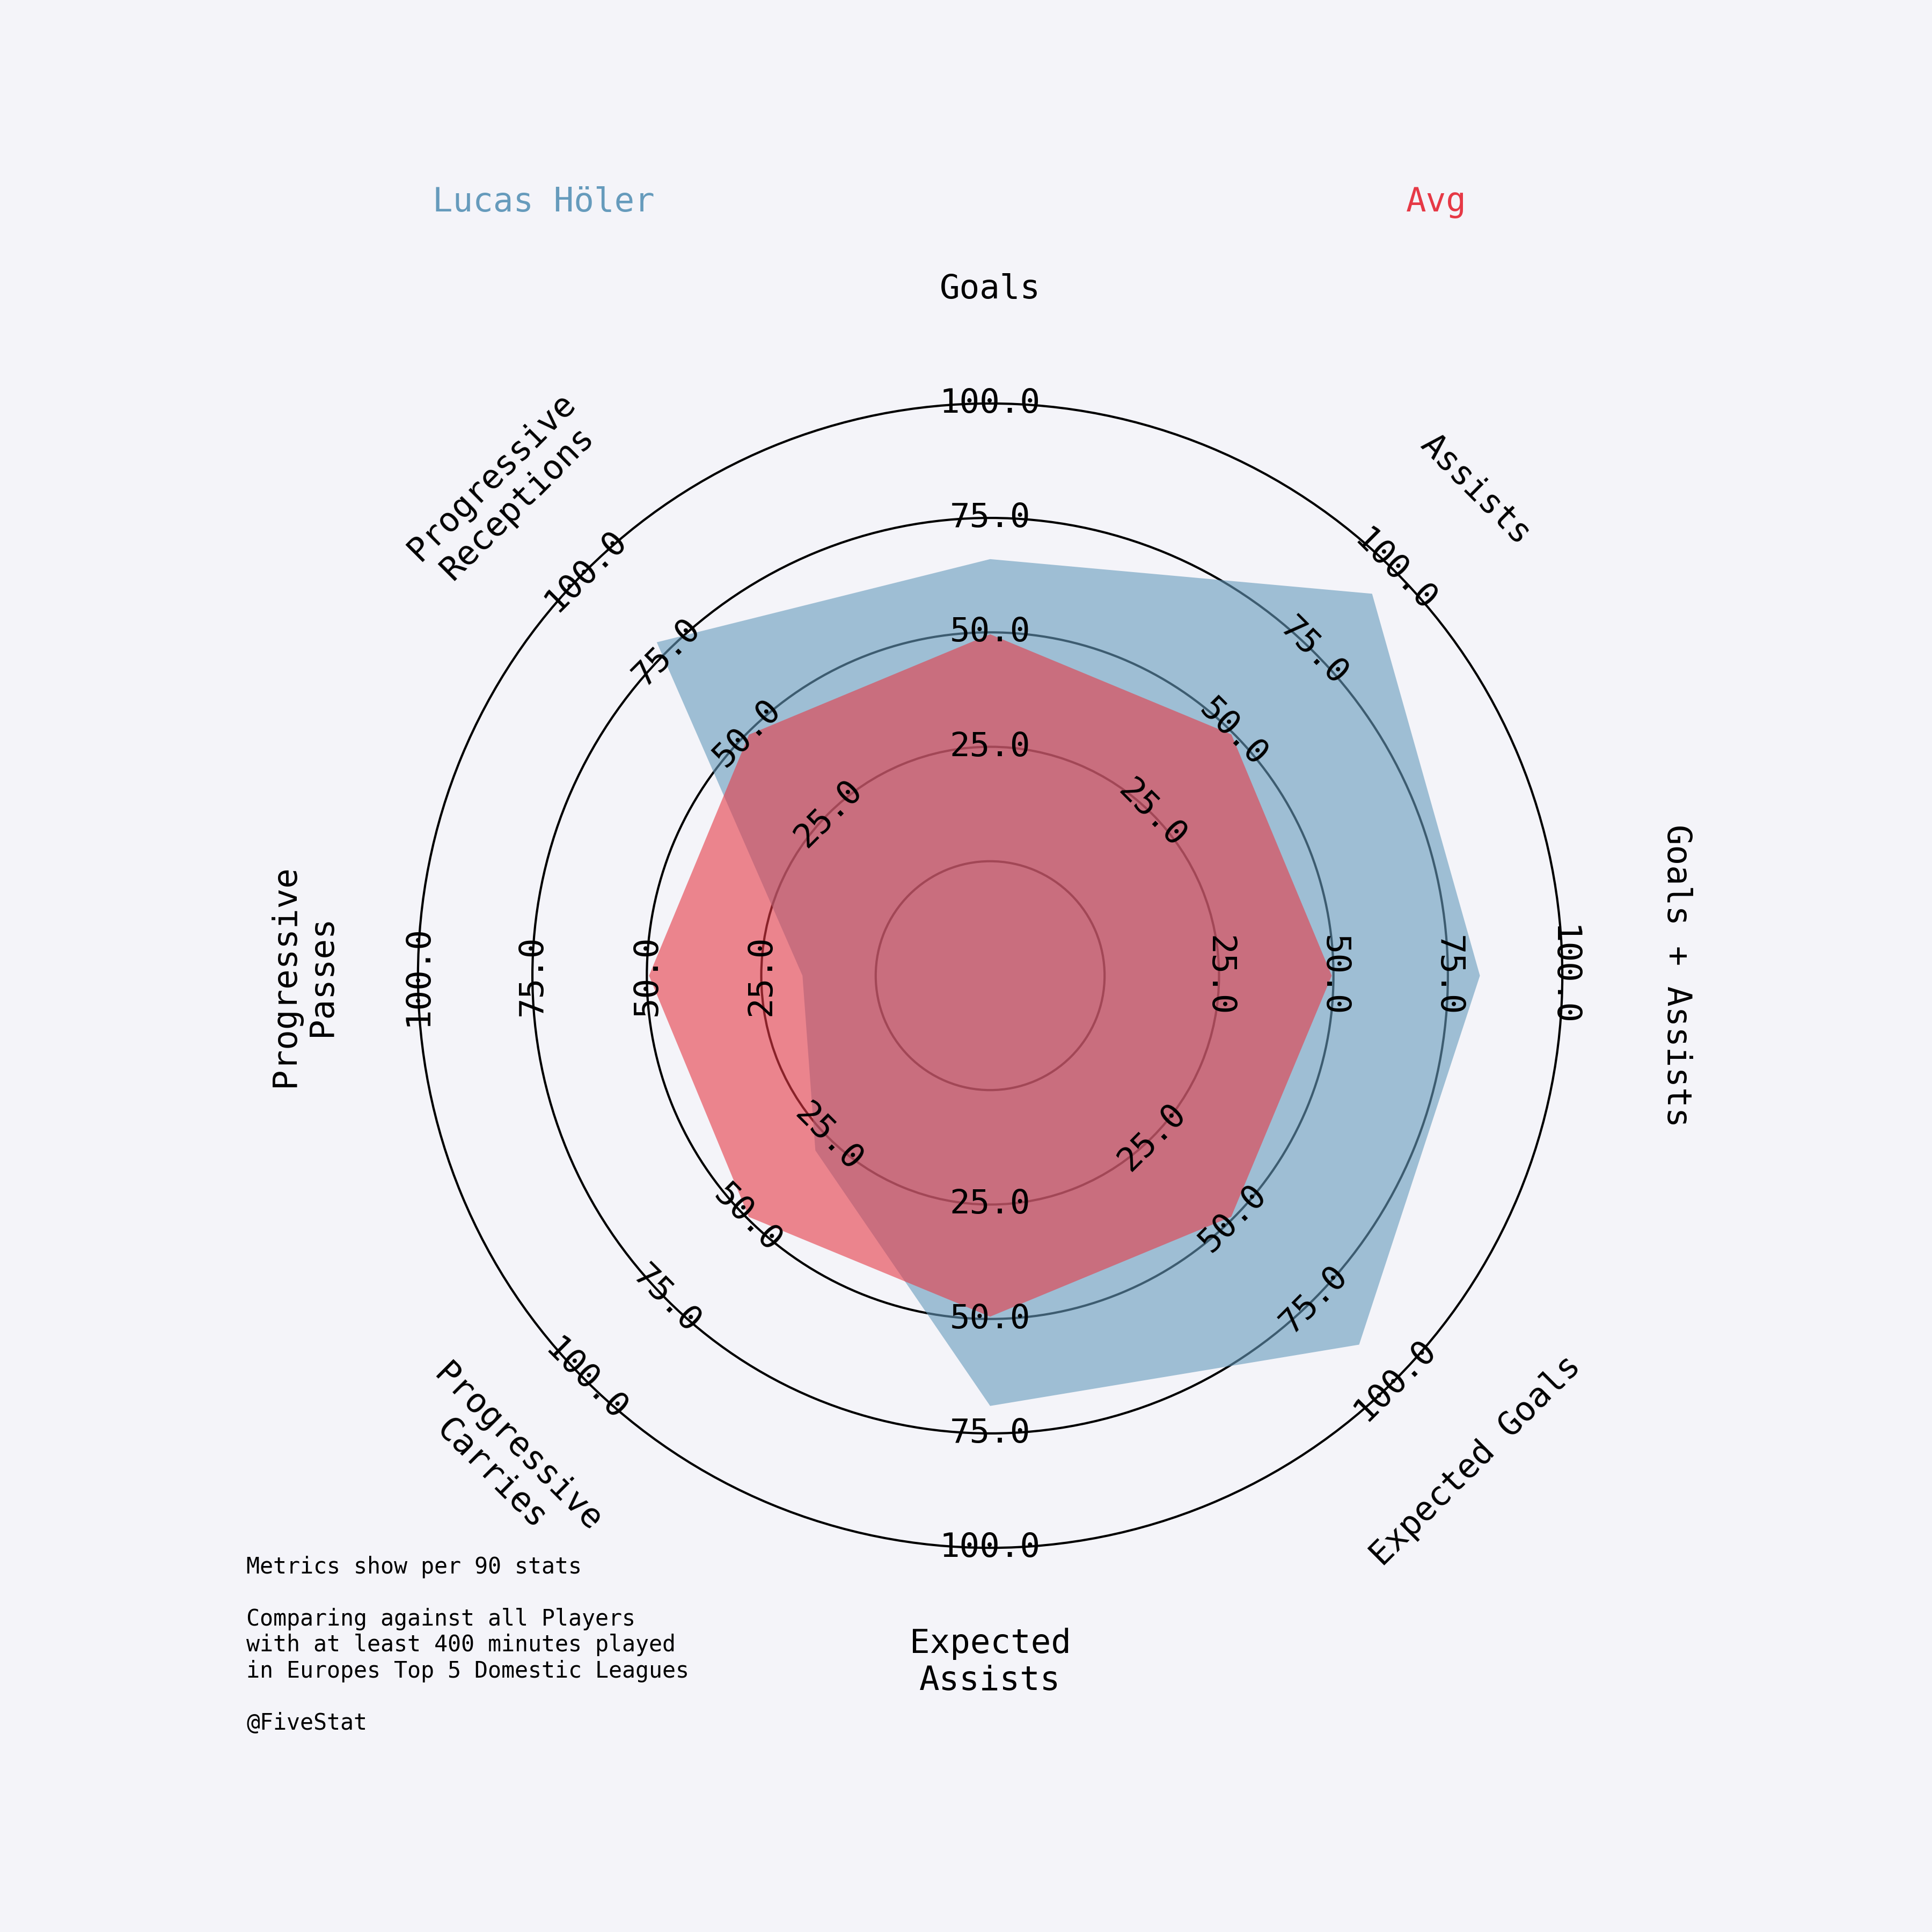 Lucas Höler
Avg
Goals
Assists
Goals + Assists
Expected Goals
Expected
Assists
Progressive
Carries
Progressive
Passes
Progressive
Receptions
25.0
50.0
75.0
100.0
25.0
50.0
75.0
100.0
25.0
50.0
75.0
100.0
25.0
50.0
75.0
100.0
25.0
50.0
75.0
100.0
25.0
50.0
75.0
100.0
25.0
50.0
75.0
100.0
25.0
50.0
75.0
100.0
Metrics show per 90 stats
Comparing against all Players
with at least 400 minutes played
in Europes Top 5 Domestic Leagues
@FiveStat